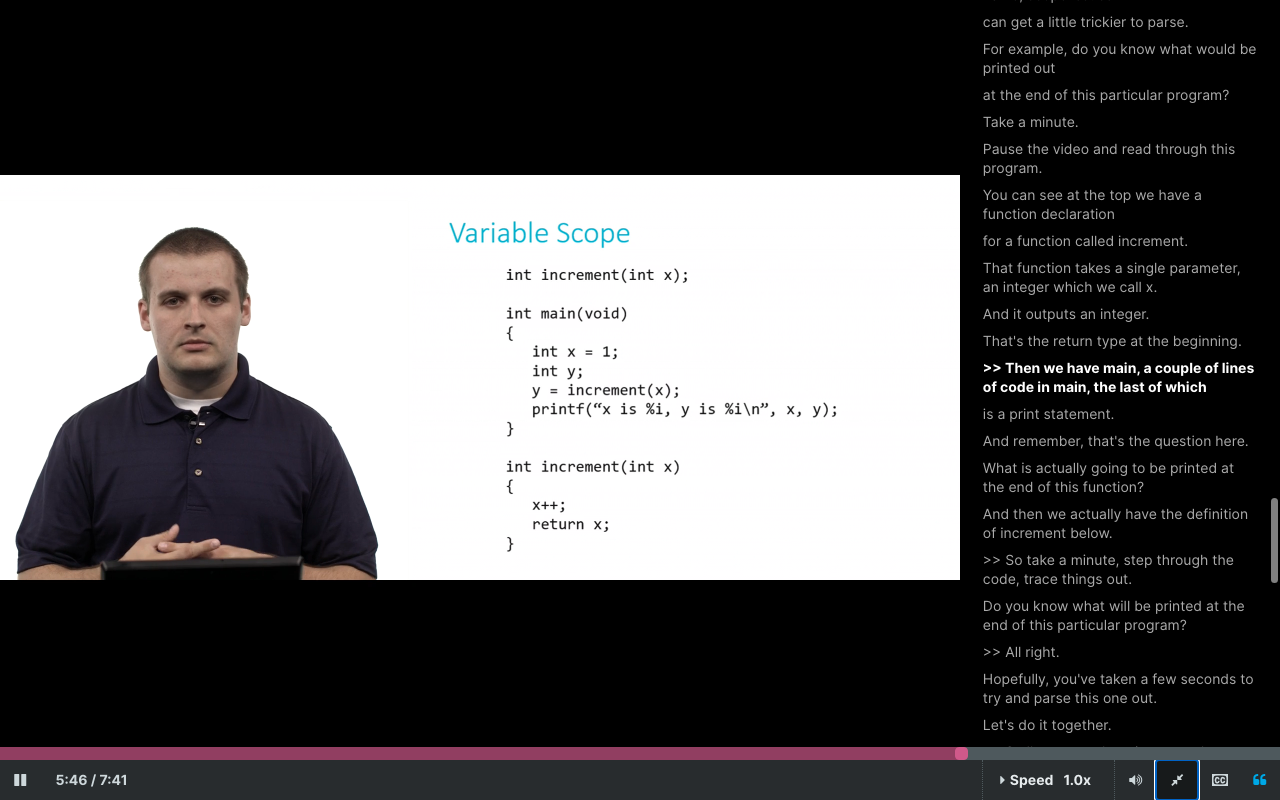 Variable Scope
int increment(int x);
int main(void)
{
int x = 1;
int y;
y = increment(x);
printf(“x is %i, y is %i\n”, x, y);
}
int increment(int x)
{
x++;
return x;
}
can get a little trickier to parse.
For example, do you know what would be
printed out
at the end of this particular program?
Take a minute.
Pause the video and read through this
program.
You can see at the top we have a
function declaration
for a function called increment.
That function takes a single parameter,
an integer which we call x.
And it outputs an integer.
That's the return type at the beginning.
>> Then we have main, a couple of lines
of code in main, the last of which
is a print statement.
And remember, that's the question here.
What is actually going to be printed at
the end of this function?
And then we actually have the definition
of increment below.
>> So take a minute, step through the
code, trace things out.
Do you know what will be printed at the
end of this particular program?
>> All right.
Hopefully, you've taken a few seconds to
try and parse this one out.
Let's do it together.
5:46 / 7:41
Speed 1.0x
CC